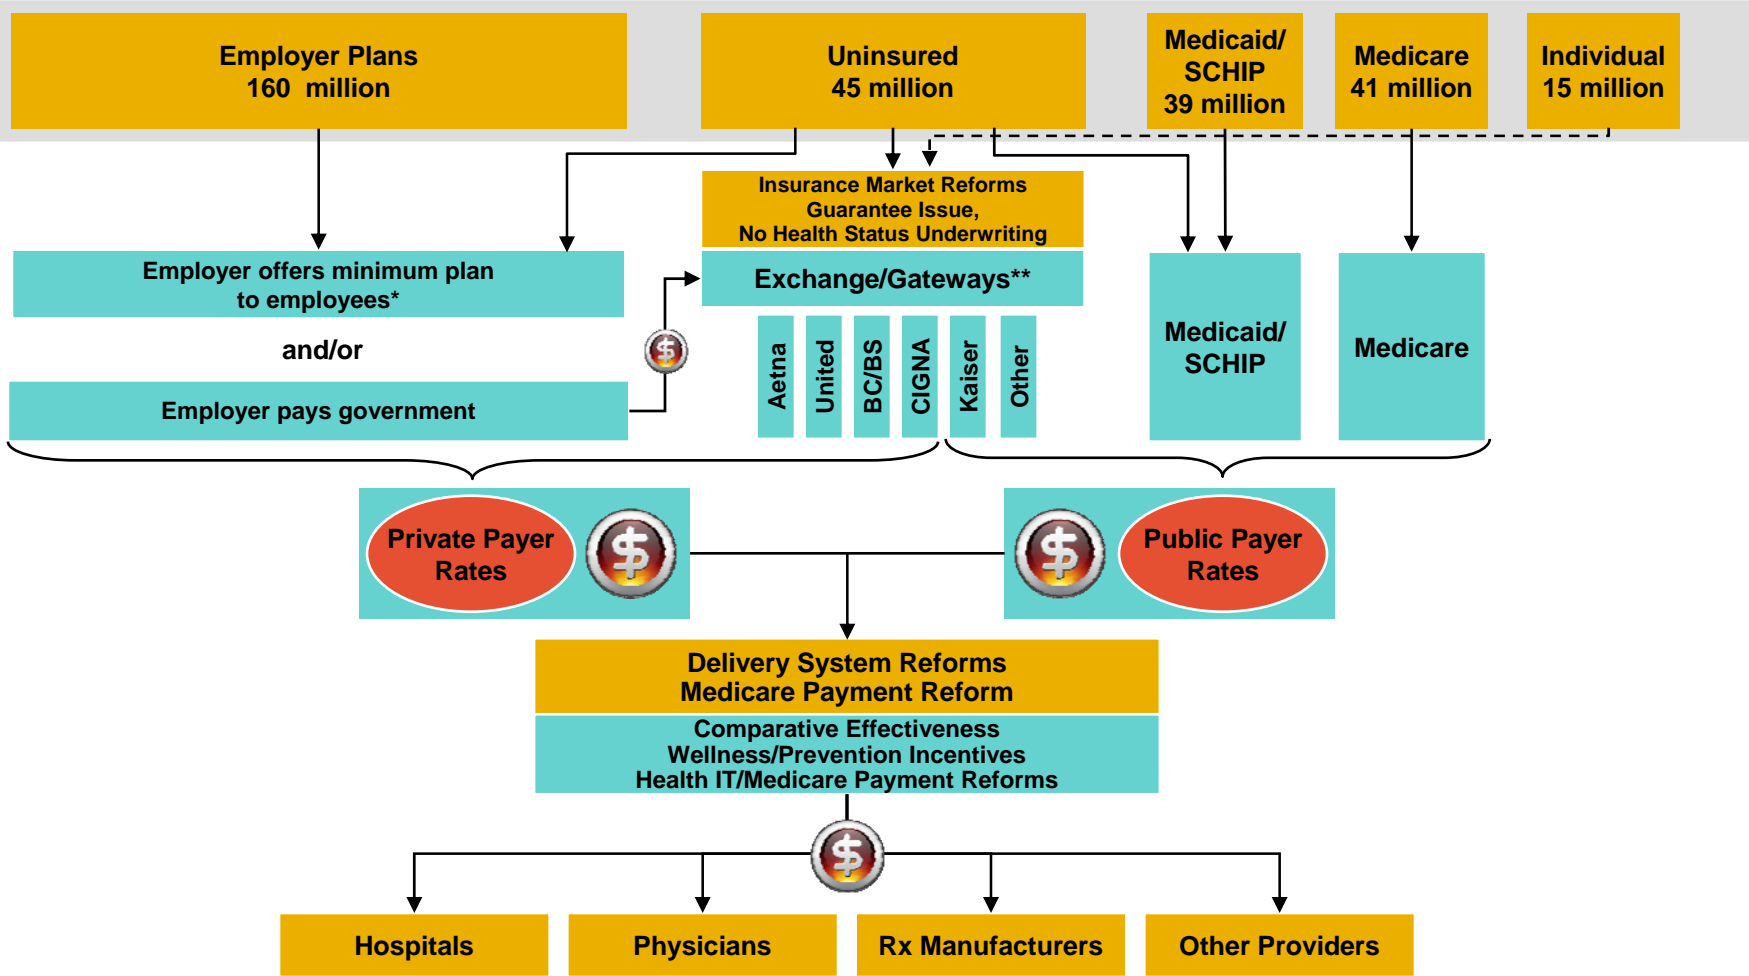 Employer Plans
160  million
Uninsured
45 million
Medicaid/
SCHIP
39 million
Medicare
41 million
Individual
15 million
Insurance Market Reforms
Guarantee Issue,
No Health Status Underwriting
Employer offers minimum plan
to employees*
Exchange/Gateways**
and/or
Employer pays government
Aetna
United
BC/BS
CIGNA
Kaiser
Other
Medicaid/
SCHIP
Medicare
Private Payer
Rates
$
$
$
Public Payer
Rates
Delivery System Reforms
Medicare Payment Reform
Comparative Effectiveness
Wellness/Prevention Incentives
Health IT/Medicare Payment Reforms
$
Hospitals
Physicians
Rx Manufacturers
Other Providers